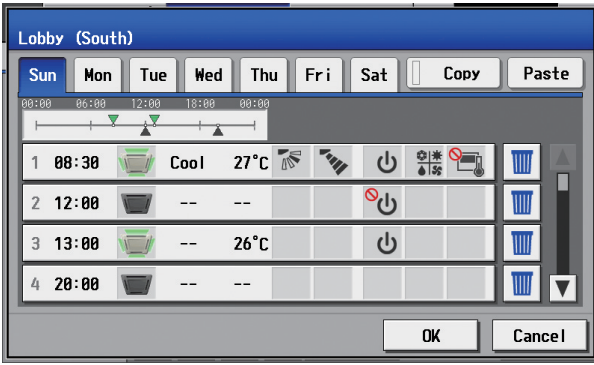 Lobby (South)
Sun Mon Tue Wed Thu Fri Sat Copy Paste
00:00 06:00 12:00 18:00 00:00
1 08:30 Cool 27°C
2 12:00 -- --
3 13:00 -- 26°C
4 20:00 -- --
OK Cancel